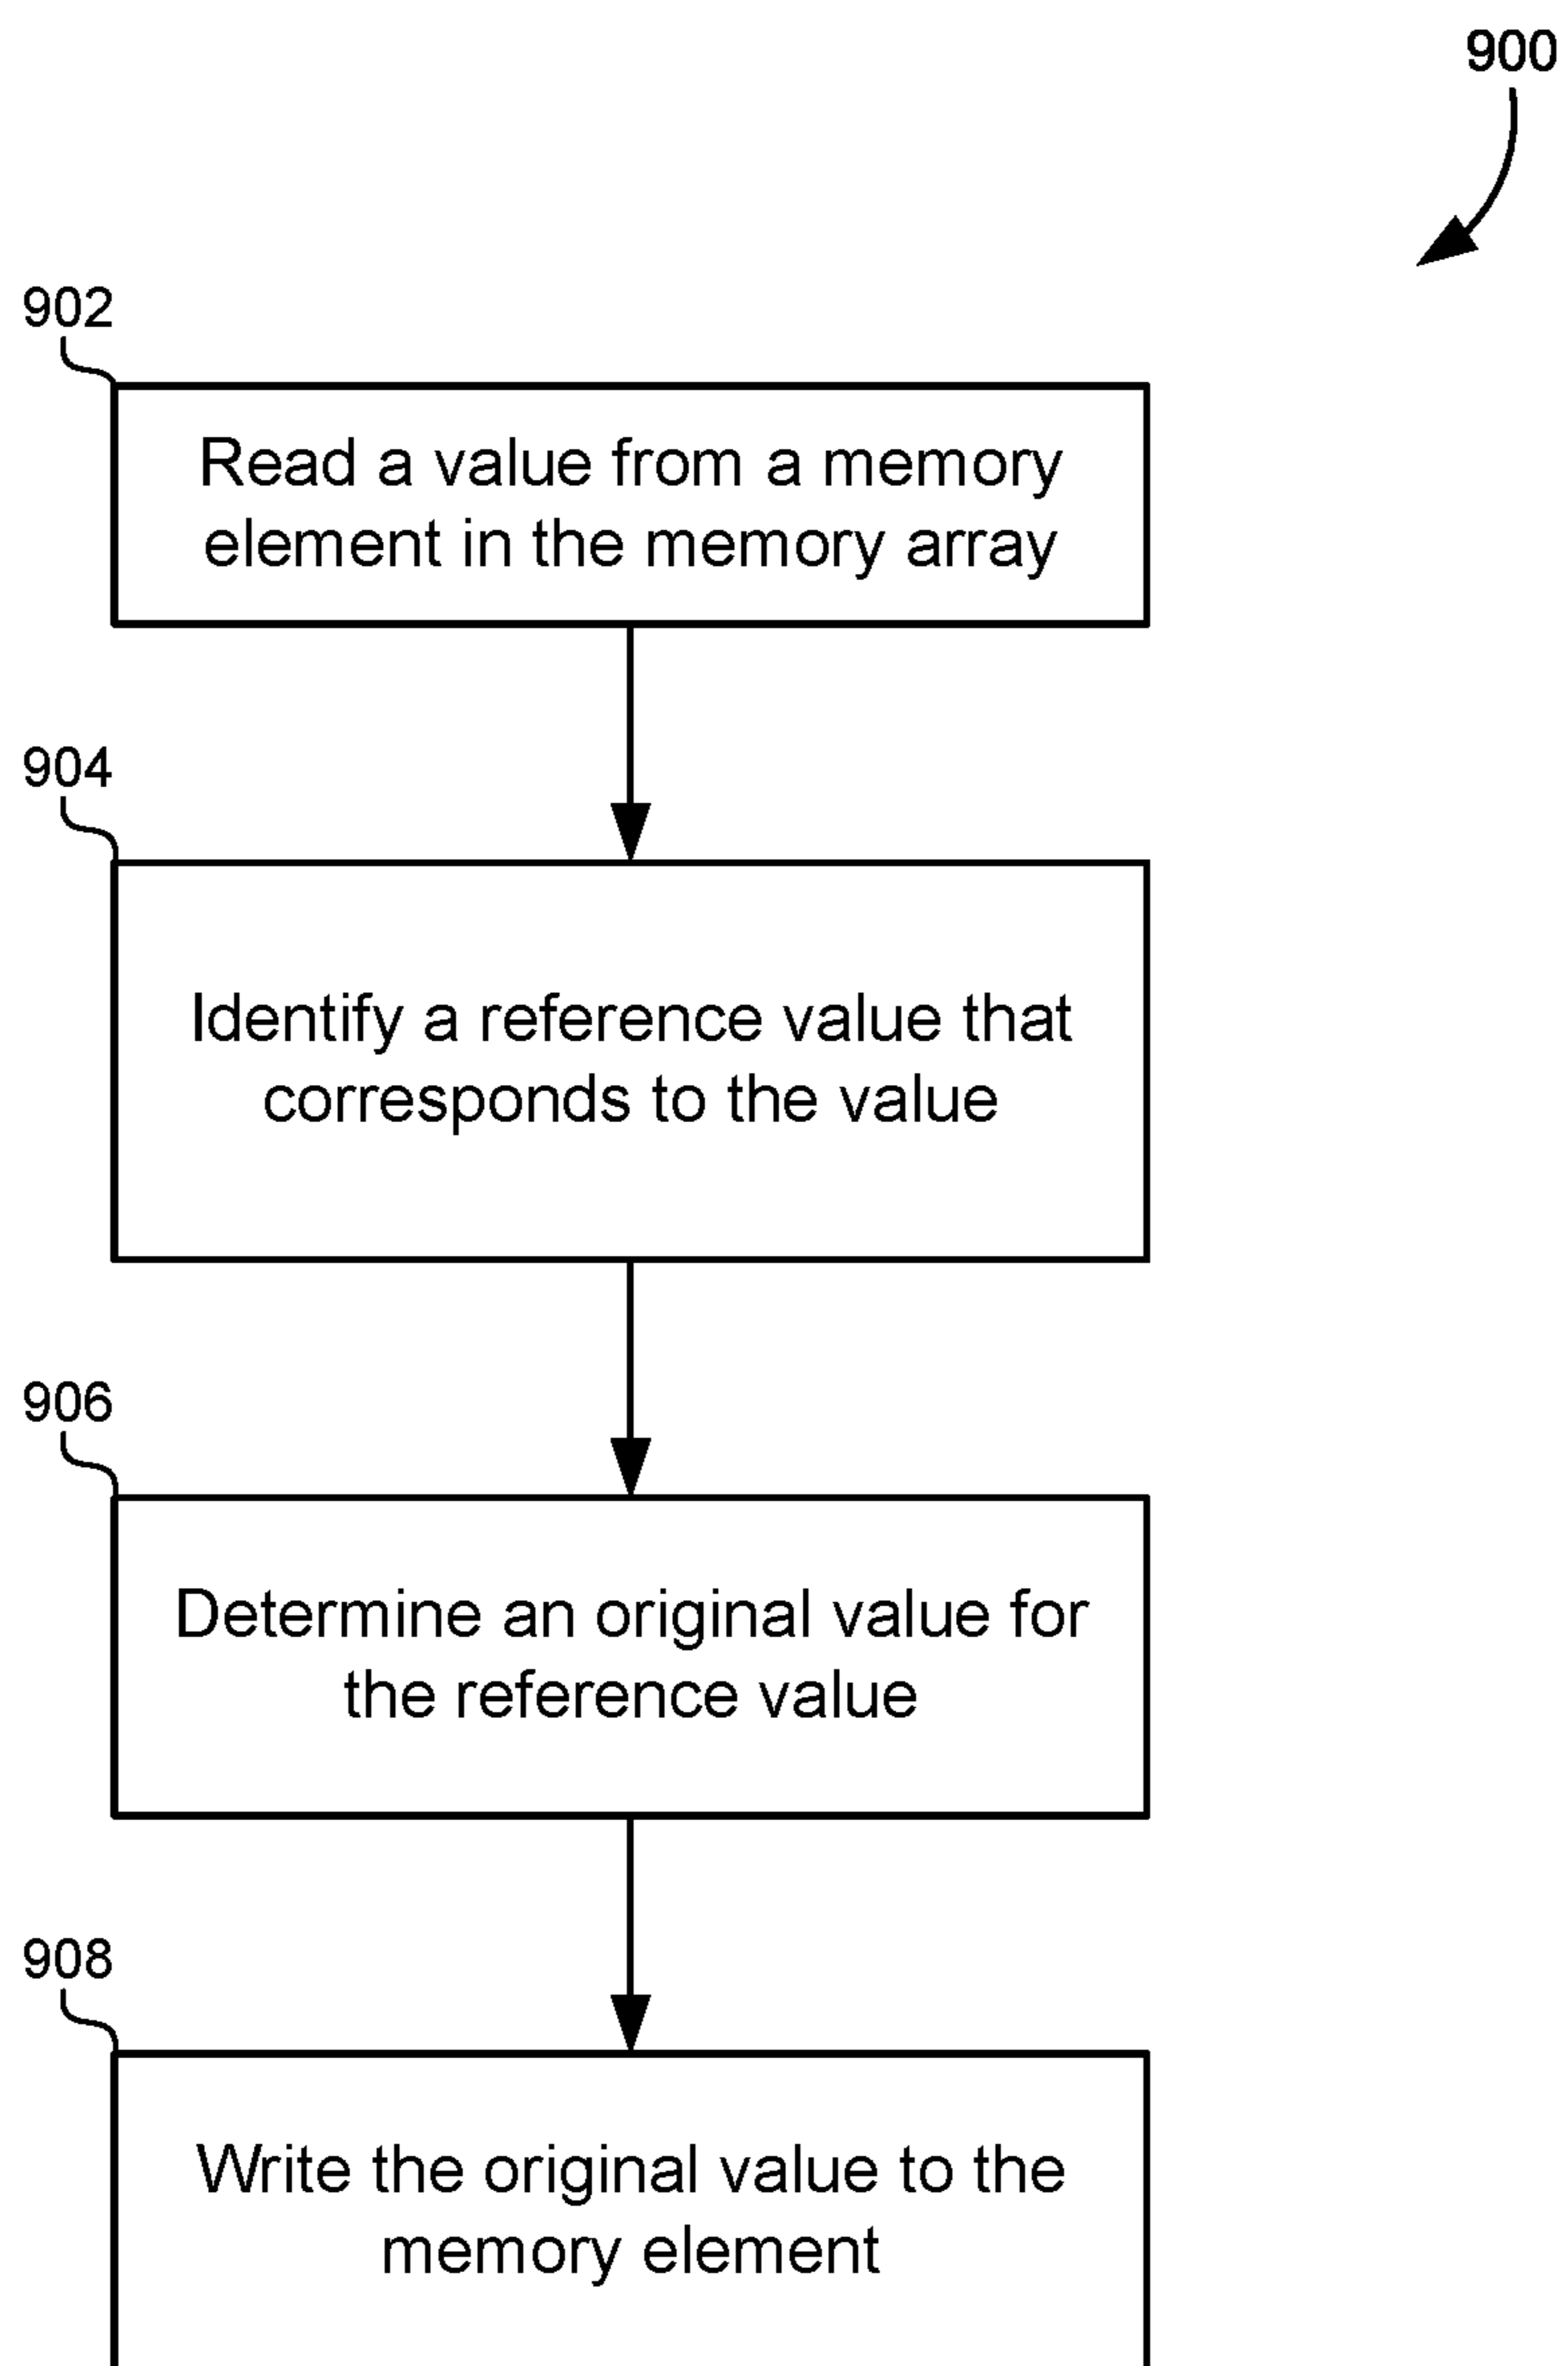 900
902
Read a value from a memory
element in the memory array
904
Identify a reference value that
corresponds to the value
906
Determine an original value for
the reference value
908
Write the original value to the
memory element